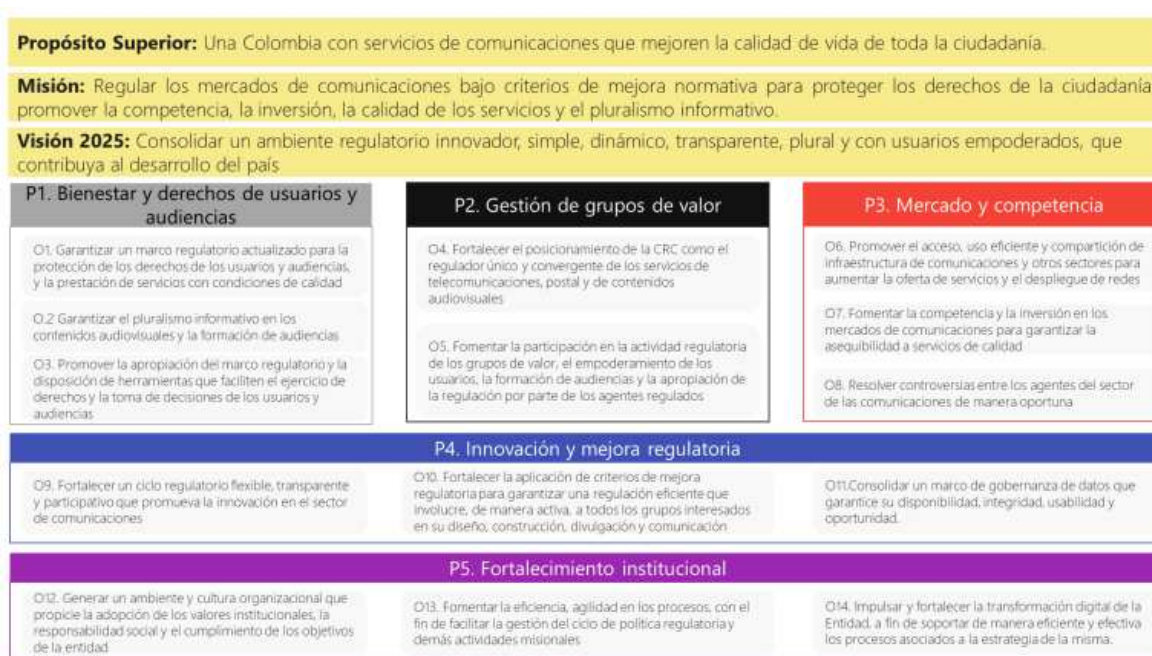 Propósito Superior: Una Colombia con servicios de comunicaciones que mejoren la calidad de vida de toda la ciudadanía.
Misión: Regular los mercados de comunicaciones bajo criterios de mejora normativa para proteger los derechos de la ciudadanía
promover la competencia, la inversión, la calidad de los servicios y el pluralismo informativo.
Visión 2025: Consolidar un ambiente regulatorio innovador, simple, dinámico, transparente, plural y con usuarios empoderados, que
contribuya al desarrollo del país
P1. Bienestar y derechos de usuarios y
audiencias
O1. Garantizar un marco regulatorio actualizado para la
protección de los derechos de los usuarios y audiencias,
y la prestación de servicios con condiciones de calidad
O.2 Garantizar el pluralismo informativo en los
contenidos audiovisuales y la formación de audiencias
O3. Promover la apropiación del marco regulatorio y la
disposición de herramientas que faciliten el ejercicio de
derechos y la toma de decisiones de los usuarios y
audiencias
P2. Gestión de grupos de valor
O4. Fortalecer el posicionamiento de la CRC como el
regulador único y convergente de los servicios de
telecomunicaciones, postal y de contenidos
audiovisuales
O5. Fomentar la participación en la actividad regulatoria
de los grupos de valor, el empoderamiento de los
usuarios, la formación de audiencias y la apropiación de
la regulación por parte de los agentes regulados
P3. Mercado y competencia
O6. Promover el acceso, uso eficiente y compartición de
infraestructura de comunicaciones y otros sectores para
aumentar la oferta de servicios y el despliegue de redes
O7. Fomentar la competencia y la inversión en los
mercados de comunicaciones para garantizar la
asequibilidad a servicios de calidad
O8. Resolver controversias entre los agentes del sector
de las comunicaciones de manera oportuna
P4. Innovación y mejora regulatoria
O9. Fortalecer un ciclo regulatorio flexible, transparente
y participativo que promueva la innovación en el sector
de comunicaciones
O10. Fortalecer la aplicación de criterios de mejora
regulatoria para garantizar una regulación eficiente que
involucre, de manera activa, a todos los grupos interesados
en su diseño, construcción, divulgación y comunicación
O11.Consolidar un marco de gobernanza de datos que
garantice su disponibilidad, integridad, usabilidad y
oportunidad.
P5. Fortalecimiento institucional
O12. Generar un ambiente y cultura organizacional que
propicie la adopción de los valores institucionales, la
responsabilidad social y el cumplimiento de los objetivos
de la entidad
O13. Fomentar la eficiencia, agilidad en los procesos, con el
fin de facilitar la gestión del ciclo de política regulatoria y
demás actividades misionales
O14. Impulsar y fortalecer la transformación digital de la
Entidad, a fin de soportar de manera eficiente y efectiva
los procesos asociados a la estrategia de la misma.